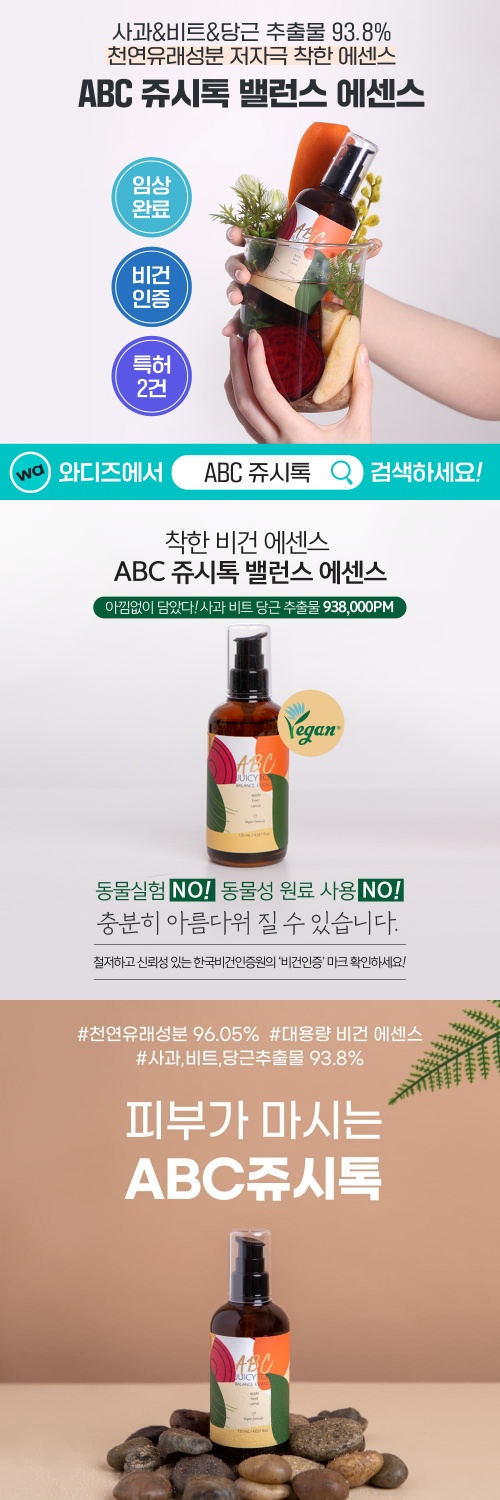 사과&비트&당근 추출물 93.8%
천연유래성분 저자극 착한 에센스
ABC 쥬시톡 밸런스 에센스
임상
완료
비건
인증
특허
2건
ABC
wa 와디즈에서 ABC 쥬시톡 검색하세요!
착한 비건 에센스
ABC 쥬시톡 밸런스 에센스
아낌없이 담았다! 사과 비트 당근 추출물 938,000PM
Vegan
ABC
동물실험 NO! 동물성 원료 사용 NO!
충분히 아름다워 질 수 있습니다.
철저하고 신뢰성 있는 한국비건인증원의 '비건인증' 마크 확인하세요!
#천연유래성분 96.05% #대용량 비건 에센스
#사과,비트,당근추출물 93.8%
피부가 마시는
ABC쥬시톡
ABC